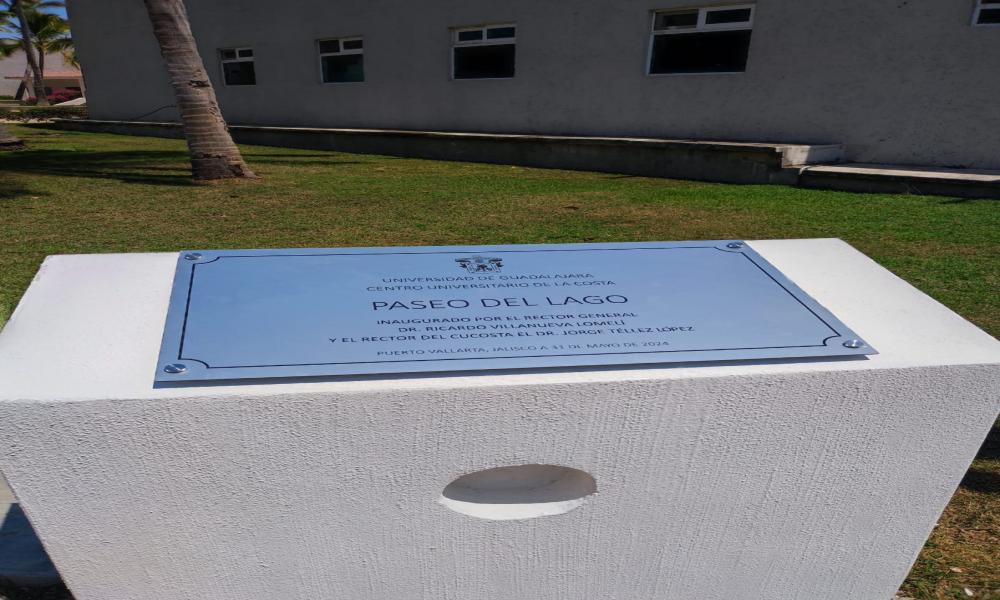 UNIVERSIDAD DE GUADALAJARA
CENTRO UNIVERSITARIO DE LA COSTA
PASEO DEL LAGO
INAUGURADO POR EL RECTOR GENERAL
DR. RICARDO VILLANUEVA LOMELÍ
Y EL RECTOR DEL CUCOSTA EL DR. JORGE TÉLLEZ LÓPEZ
PUERTO VALLARTA, JALISCO A 31 DE MAYO DE 2024